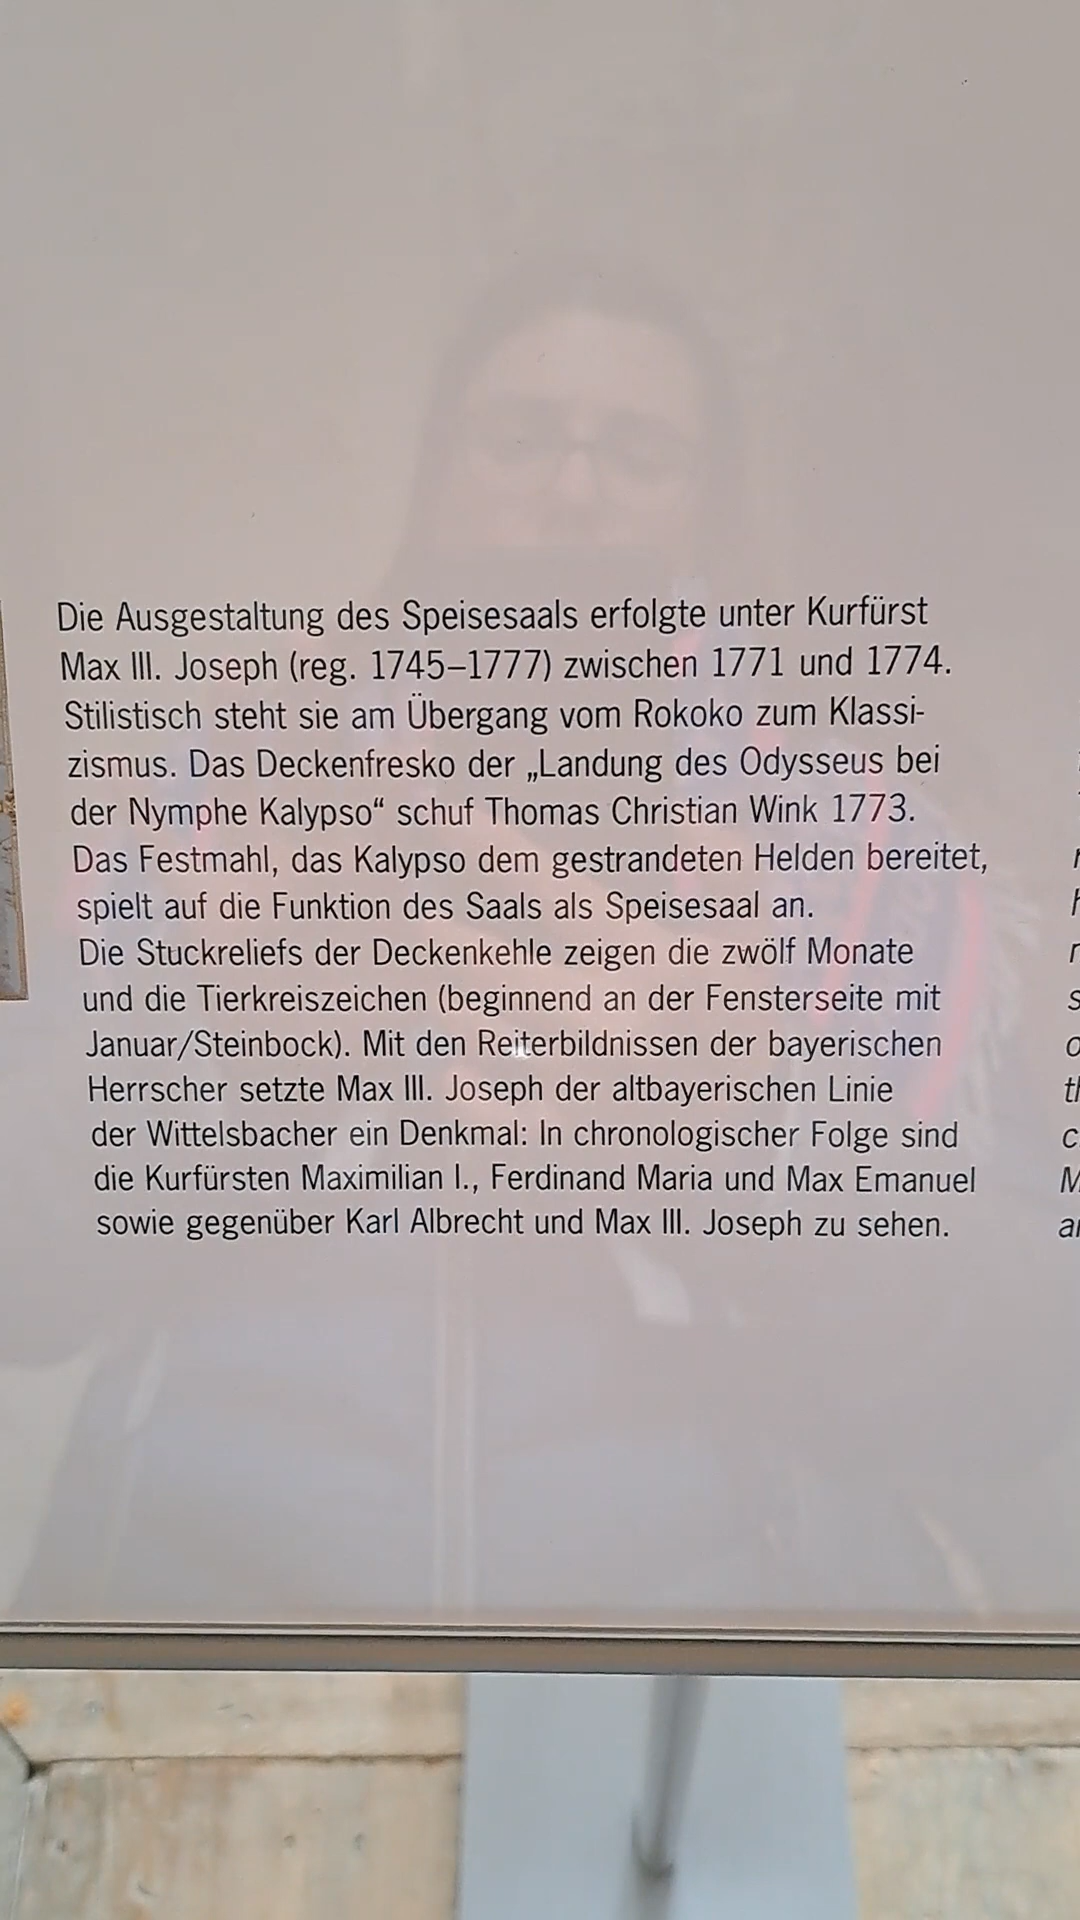 Die Ausgestaltung des Speisesaals erfolgte unter Kurfürst
Max III. Joseph (reg. 1745–1777) zwischen 1771 und 1774.
Stilistisch steht sie am Übergang vom Rokoko zum Klassi-
zismus. Das Deckenfresko der „Landung des Odysseus bei
der Nymphe Kalypso“ schuf Thomas Christian Wink 1773.
Das Festmahl, das Kalypso dem gestrandeten Helden bereitet,
spielt auf die Funktion des Saals als Speisesaal an.
Die Stuckreliefs der Deckenkehle zeigen die zwölf Monate
und die Tierkreiszeichen (beginnend an der Fensterseite mit
Januar/Steinbock). Mit den Reiterbildnissen der bayerischen
Herrscher setzte Max III. Joseph der altbayerischen Linie
der Wittelsbacher ein Denkmal: In chronologischer Folge sind
die Kurfürsten Maximilian I., Ferdinand Maria und Max Emanuel
sowie gegenüber Karl Albrecht und Max III. Joseph zu sehen.